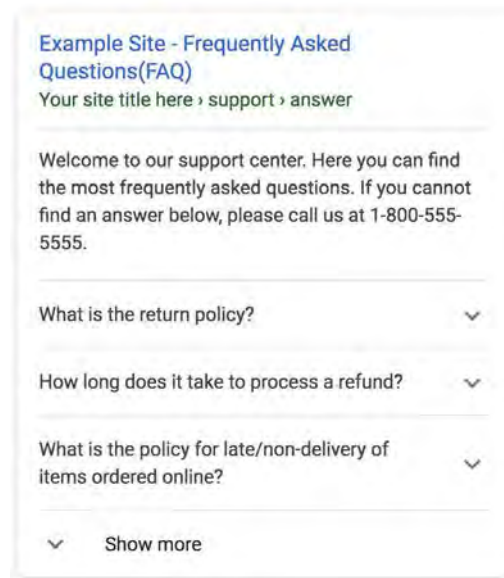 Example Site - Frequently Asked
Questions(FAQ)
Your site title here › support › answer
Welcome to our support center. Here you can find
the most frequently asked questions. If you cannot
find an answer below, please call us at 1-800-555-
5555.
What is the return policy?
How long does it take to process a refund?
What is the policy for late/non-delivery of
items ordered online?
Show more